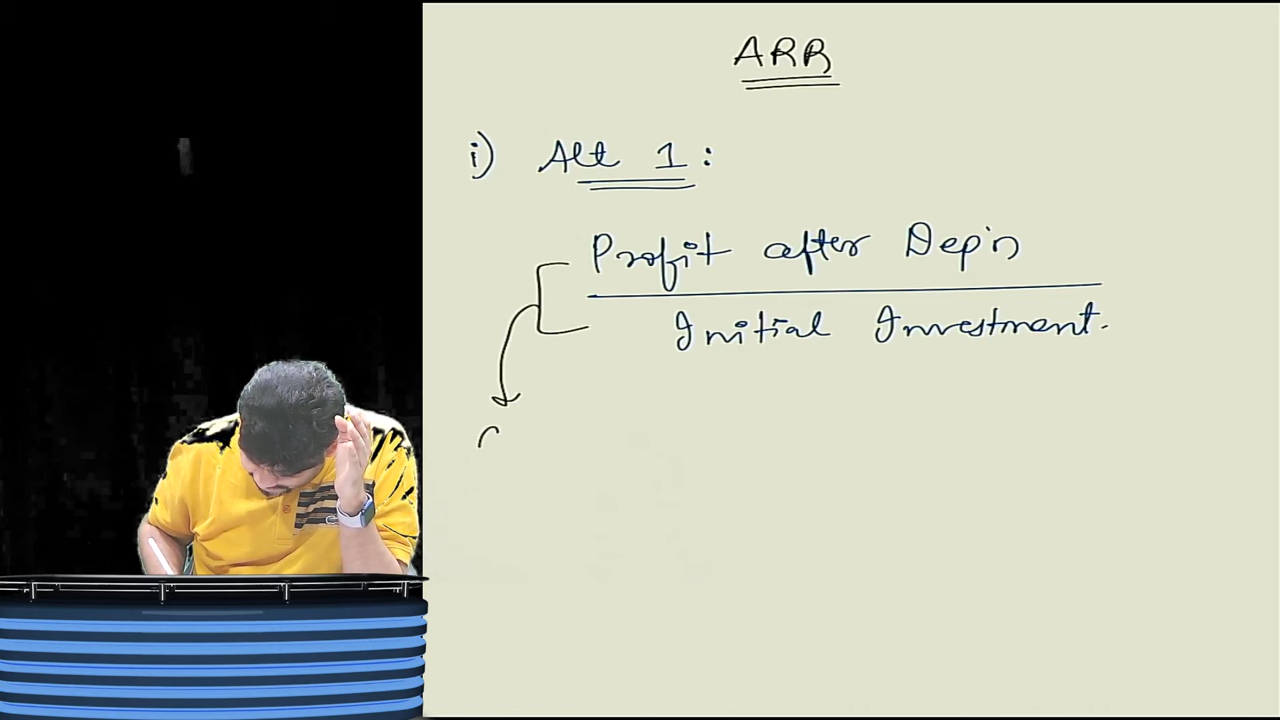 ARR
i) Alt 1:
Profit after Dep'n
Initial Investment.